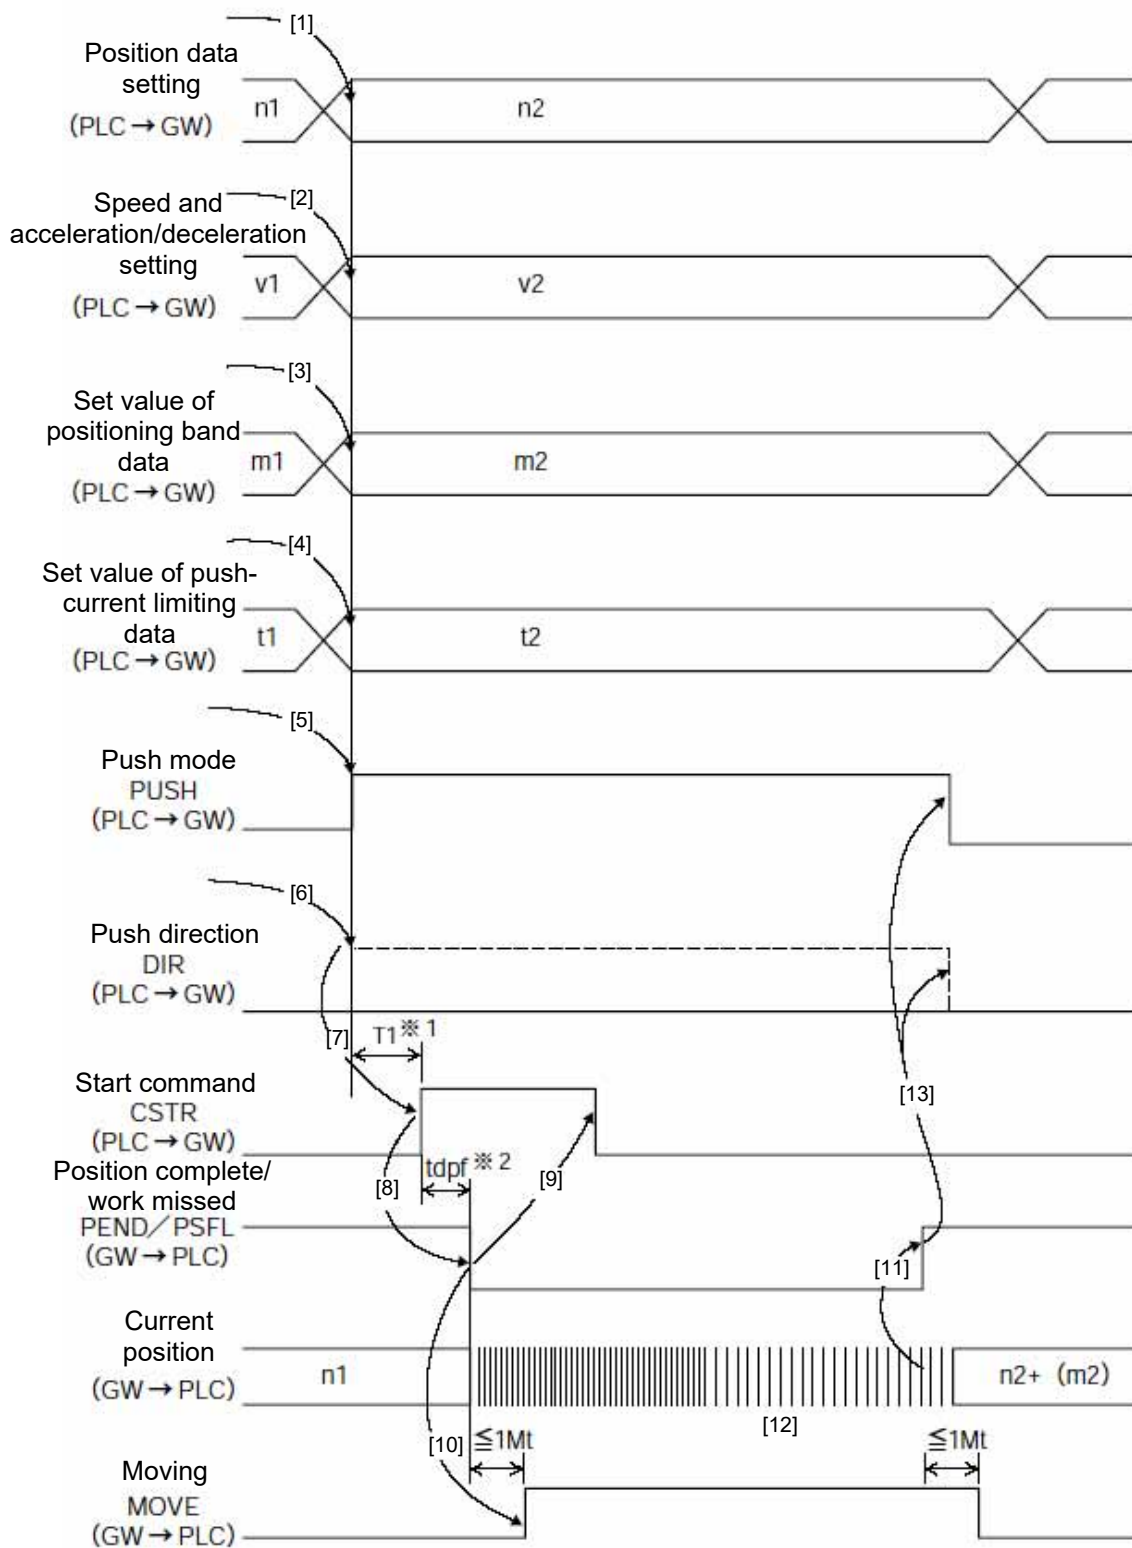 [1]
Position data
setting
(PLC → GW)
n1
n2
[2]
Speed and
acceleration/deceleration
setting
(PLC → GW)
v1
v2
[3]
Set value of
positioning band
data
(PLC → GW)
m1
m2
[4]
Set value of push-
current limiting
data
(PLC → GW)
t1
t2
[5]
Push mode
PUSH
(PLC → GW)
[6]
Push direction
DIR
(PLC → GW)
[7]
T1※1
Start command
CSTR
(PLC → GW)
[13]
Position complete/
work missed
PEND／PSFL
(GW → PLC)
tdpf※2
[8]
[9]
[11]
Current
position
(GW → PLC)
n1
n2+ (m2)
[12]
[10]
≦1Mt
≦1Mt
Moving
MOVE
(GW → PLC)